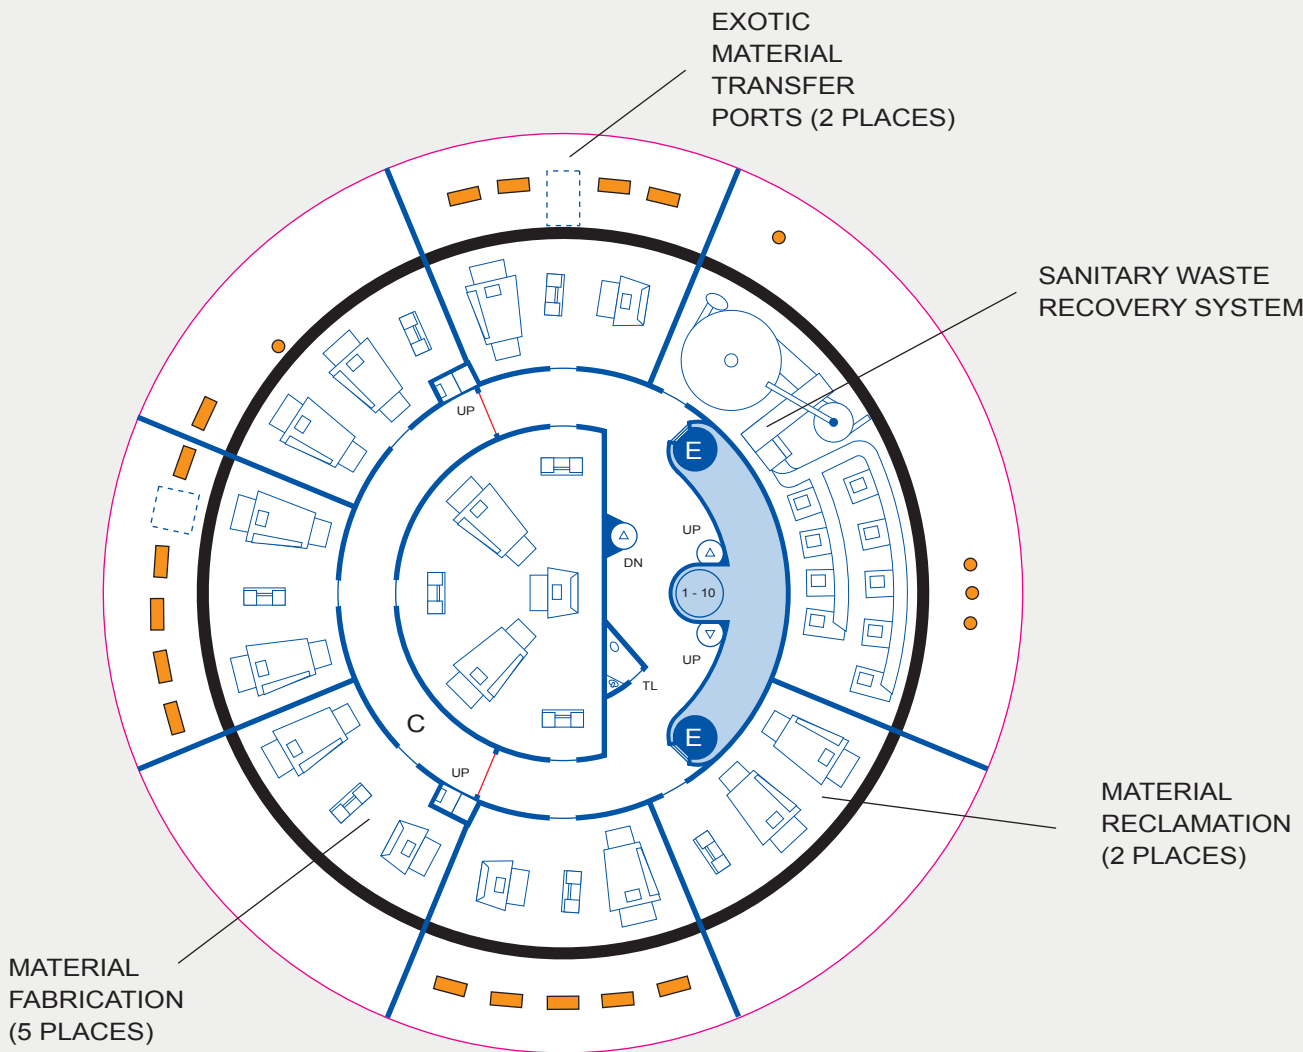 EXOTIC
MATERIAL
TRANSFER
PORTS (2 PLACES)
SANITARY WASTE
RECOVERY SYSTEM
UP
E
UP
DN
1 - 10
UP
TL
C
E
UP
MATERIAL
RECLAMATION
(2 PLACES)
MATERIAL
FABRICATION
(5 PLACES)